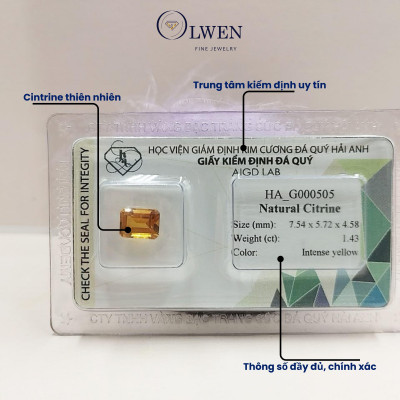 OLWEN
FINE JEWELRY
Trung tâm kiểm định uy tín
Cintrine thiên nhiên
HỌC VIỆN GIÁM ĐỊNH KIM CƯƠNG ĐÁ QUÝ HẢI ANH
GIẤY KIỂM ĐỊNH ĐÁ QUÝ
AIGD LAB
CHECK THE SEAL FOR INTEGRITY
HA_G000505
Natural Citrine
Size (mm): 7.54 x 5.72 x 4.58
Weight (ct): 1.43
Color: Intense yellow
Thông số đầy đủ, chính xác